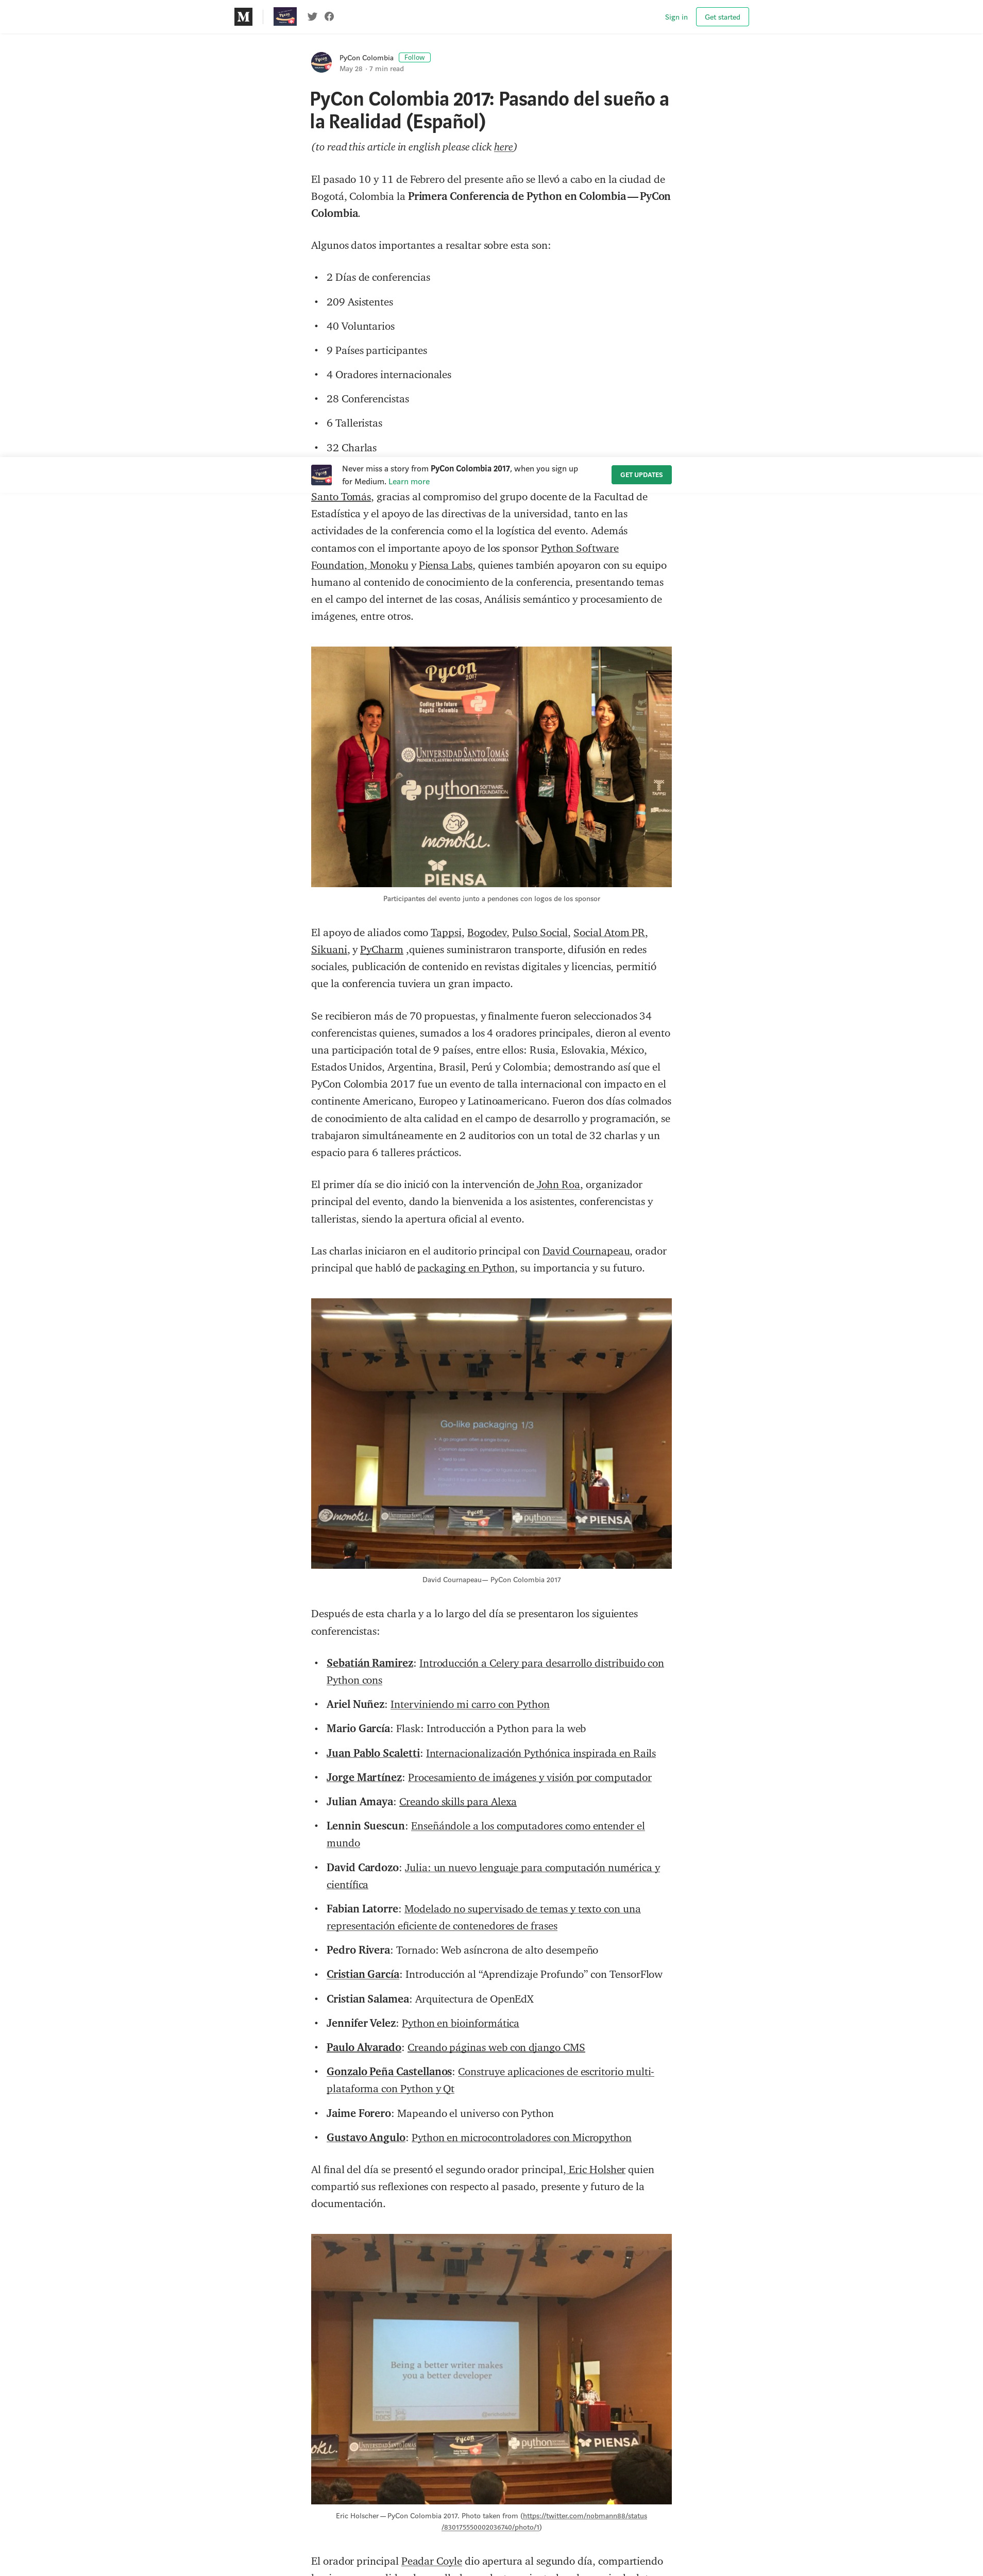 M
Sign in
Get started
PyCon Colombia
Follow
May 28 · 7 min read
PyCon Colombia 2017: Pasando del sueño a
la Realidad (Español)
(to read this article in english please click here)
El pasado 10 y 11 de Febrero del presente año se llevó a cabo en la ciudad de
Bogotá, Colombia la Primera Conferencia de Python en Colombia — PyCon
Colombia.
Algunos datos importantes a resaltar sobre esta son:
• 2 Días de conferencias
• 209 Asistentes
• 40 Voluntarios
• 9 Países participantes
• 4 Oradores internacionales
• 28 Conferencistas
• 6 Talleristas
• 32 Charlas
Never miss a story from PyCon Colombia 2017, when you sign up
for Medium. Learn more
GET UPDATES
Santo Tomás, gracias al compromiso del grupo docente de la Facultad de
Estadística y el apoyo de las directivas de la universidad, tanto en las
actividades de la conferencia como el la logística del evento. Además
contamos con el importante apoyo de los sponsor Python Software
Foundation, Monoku y Piensa Labs, quienes también apoyaron con su equipo
humano al contenido de conocimiento de la conferencia, presentando temas
en el campo del internet de las cosas, Análisis semántico y procesamiento de
imágenes, entre otros.
Pycon
2017
Coding the future
Bogotá - Colombia
UNIVERSIDAD SANTO TOMÁS
PRIMER CLAUSTRO UNIVERSITARIO DE COLOMBIA
python SOFTWARE FOUNDATION
monoku.
PIENSA
TAPPSI
Participantes del evento junto a pendones con logos de los sponsor
El apoyo de aliados como Tappsi, Bogodev, Pulso Social, Social Atom PR,
Sikuani, y PyCharm ,quienes suministraron transporte, difusión en redes
sociales, publicación de contenido en revistas digitales y licencias, permitió
que la conferencia tuviera un gran impacto.
Se recibieron más de 70 propuestas, y finalmente fueron seleccionados 34
conferencistas quienes, sumados a los 4 oradores principales, dieron al evento
una participación total de 9 países, entre ellos: Rusia, Eslovakia, México,
Estados Unidos, Argentina, Brasil, Perú y Colombia; demostrando así que el
PyCon Colombia 2017 fue un evento de talla internacional con impacto en el
continente Americano, Europeo y Latinoamericano. Fueron dos días colmados
de conocimiento de alta calidad en el campo de desarrollo y programación, se
trabajaron simultáneamente en 2 auditorios con un total de 32 charlas y un
espacio para 6 talleres prácticos.
El primer día se dio inició con la intervención de John Roa, organizador
principal del evento, dando la bienvenida a los asistentes, conferencistas y
talleristas, siendo la apertura oficial al evento.
Las charlas iniciaron en el auditorio principal con David Cournapeau, orador
principal que habló de packaging en Python, su importancia y su futuro.
Go-like packaging 1/3
monoku
Pycon
python
PIENSA
David Cournapeau— PyCon Colombia 2017
Después de esta charla y a lo largo del día se presentaron los siguientes
conferencistas:
• Sebatián Ramirez: Introducción a Celery para desarrollo distribuido con
Python cons
• Ariel Nuñez: Interviniendo mi carro con Python
• Mario García: Flask: Introducción a Python para la web
• Juan Pablo Scaletti: Internacionalización Pythónica inspirada en Rails
• Jorge Martínez: Procesamiento de imágenes y visión por computador
• Julian Amaya: Creando skills para Alexa
• Lennin Suescun: Enseñándole a los computadores como entender el
mundo
• David Cardozo: Julia: un nuevo lenguaje para computación numérica y
científica
• Fabian Latorre: Modelado no supervisado de temas y texto con una
representación eficiente de contenedores de frases
• Pedro Rivera: Tornado: Web asíncrona de alto desempeño
• Cristian García: Introducción al “Aprendizaje Profundo” con TensorFlow
• Cristian Salamea: Arquitectura de OpenEdX
• Jennifer Velez: Python en bioinformática
• Paulo Alvarado: Creando páginas web con django CMS
• Gonzalo Peña Castellanos: Construye aplicaciones de escritorio multi-
plataforma con Python y Qt
• Jaime Forero: Mapeando el universo con Python
• Gustavo Angulo: Python en microcontroladores con Micropython
Al final del día se presentó el segundo orador principal, Eric Holsher quien
compartió sus reflexiones con respecto al pasado, presente y futuro de la
documentación.
Being a better writer makes
you a better developer
oku.
UNIVERSIDAD SANTO TOMÁS
Pycon
python
PIENSA
Eric Holscher — PyCon Colombia 2017. Photo taken from (https://twitter.com/nobmann88/status
/830175550002036740/photo/1)
El orador principal Peadar Coyle dio apertura al segundo día, compartiendo